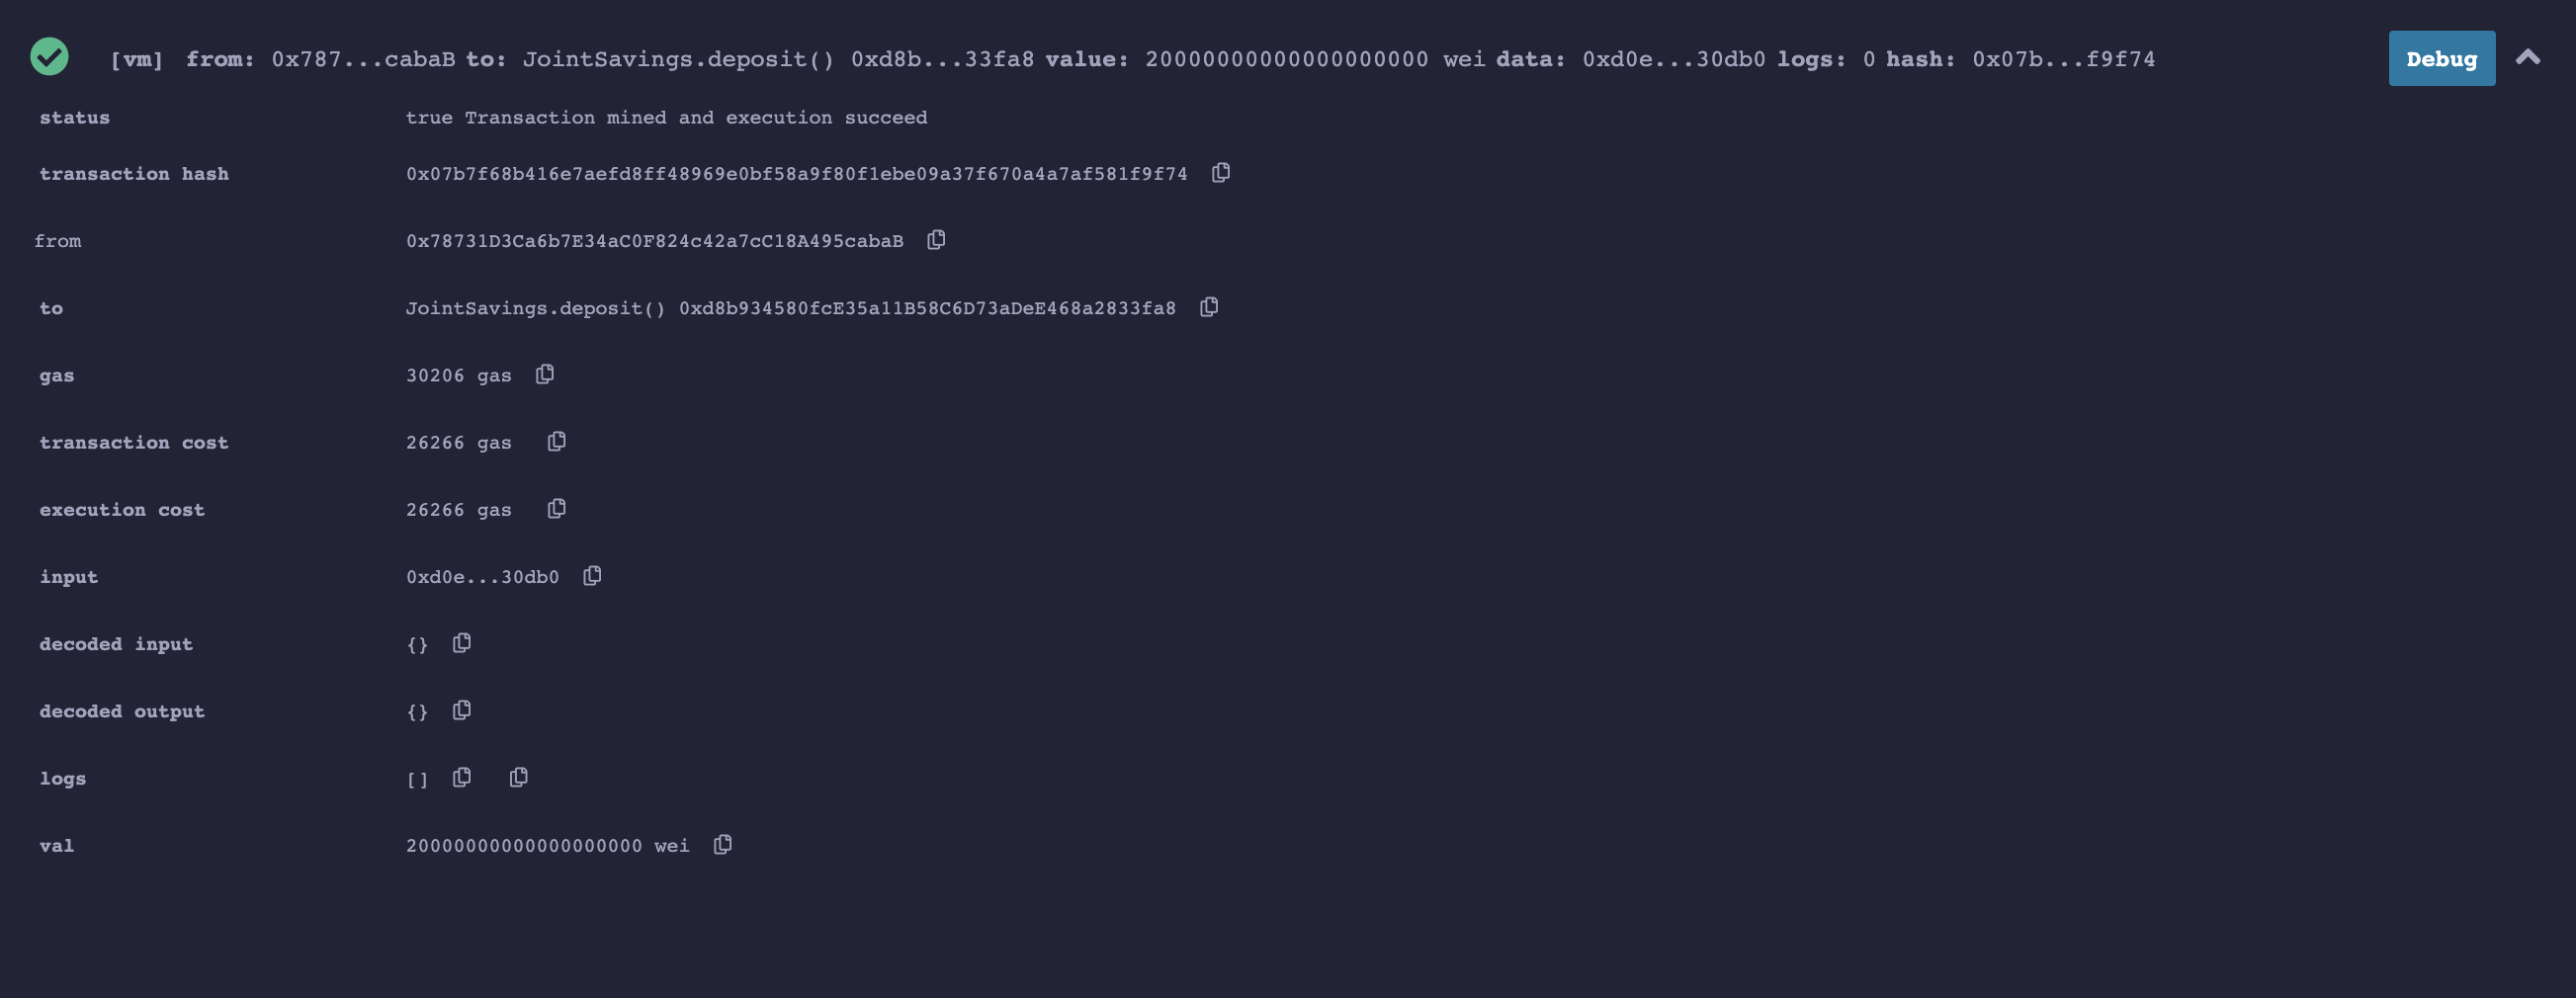 [vm] from: 0x787...cabaB to: JointSavings.deposit() 0xd8b...33fa8 value: 20000000000000000000 wei data: 0xd0e...30db0 logs: 0 hash: 0x07b...f9f74 Debug
status true Transaction mined and execution succeed
transaction hash 0x07b7f68b416e7aefd8ff48969e0bf58a9f80f1ebe09a37f670a4a7af581f9f74
from 0x78731D3Ca6b7E34aC0F824c42a7cC18A495cabaB
to JointSavings.deposit() 0xd8b934580fcE35a11B58C6D73aDeE468a2833fa8
gas 30206 gas
transaction cost 26266 gas
execution cost 26266 gas
input 0xd0e...30db0
decoded input {}
decoded output {}
logs []
val 20000000000000000000 wei